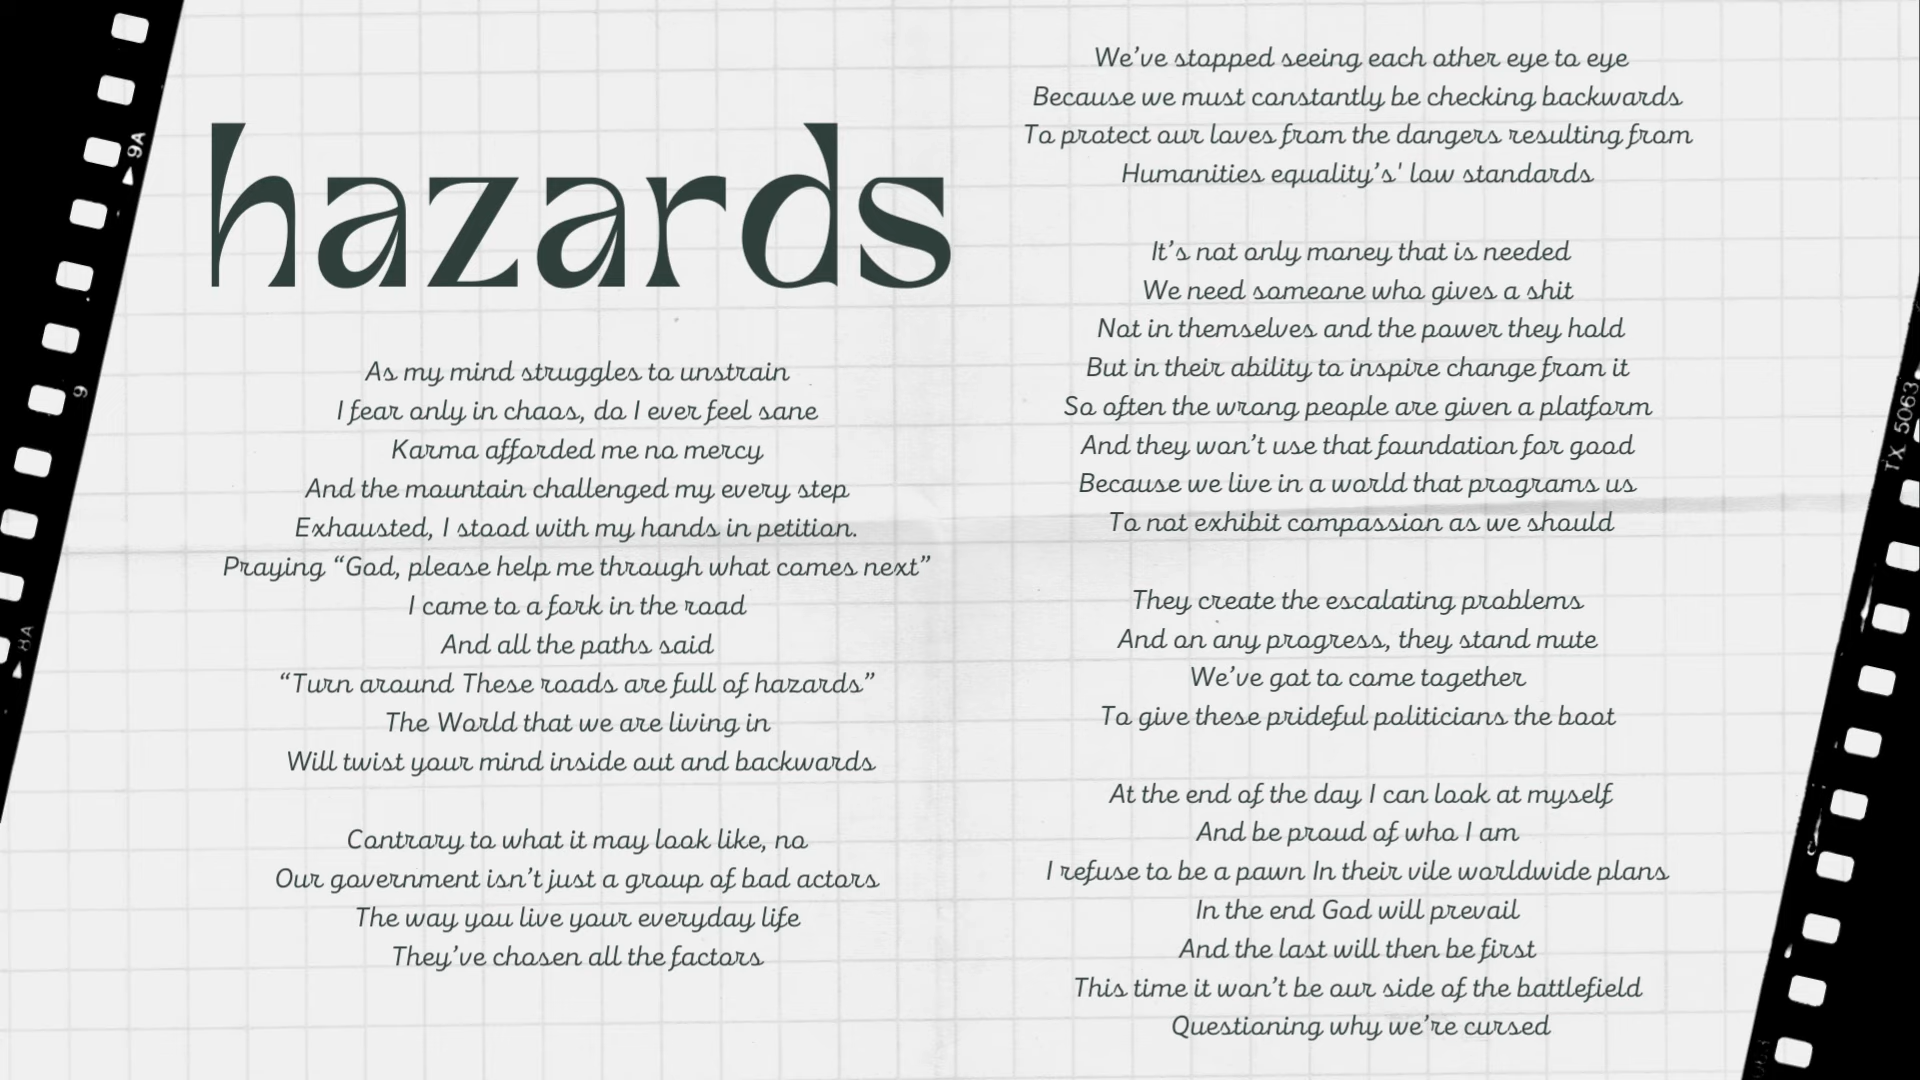 hazards
As my mind struggles to unstrain
I fear only in chaos, do I ever feel sane
Karma afforded me no mercy
And the mountain challenged my every step
Exhausted, I stood with my hands in petition.
Praying “God, please help me through what comes next”
I came to a fork in the road
And all the paths said
“Turn around These roads are full of hazards”
The World that we are living in
Will twist your mind inside out and backwards
Contrary to what it may look like, no
Our government isn’t just a group of bad actors
The way you live your everyday life
They’ve chosen all the factors
We’ve stopped seeing each other eye to eye
Because we must constantly be checking backwards
To protect our loves from the dangers resulting from
Humanities equality’s' low standards
It’s not only money that is needed
We need someone who gives a shit
Not in themselves and the power they hold
But in their ability to inspire change from it
So often the wrong people are given a platform
And they won’t use that foundation for good
Because we live in a world that programs us
To not exhibit compassion as we should
They create the escalating problems
And on any progress, they stand mute
We’ve got to come together
To give these prideful politicians the boot
At the end of the day I can look at myself
And be proud of who I am
I refuse to be a pawn In their vile worldwide plans
In the end God will prevail
And the last will then be first
This time it won’t be our side of the battlefield
Questioning why we’re cursed
9A
9
8A
TX 5063